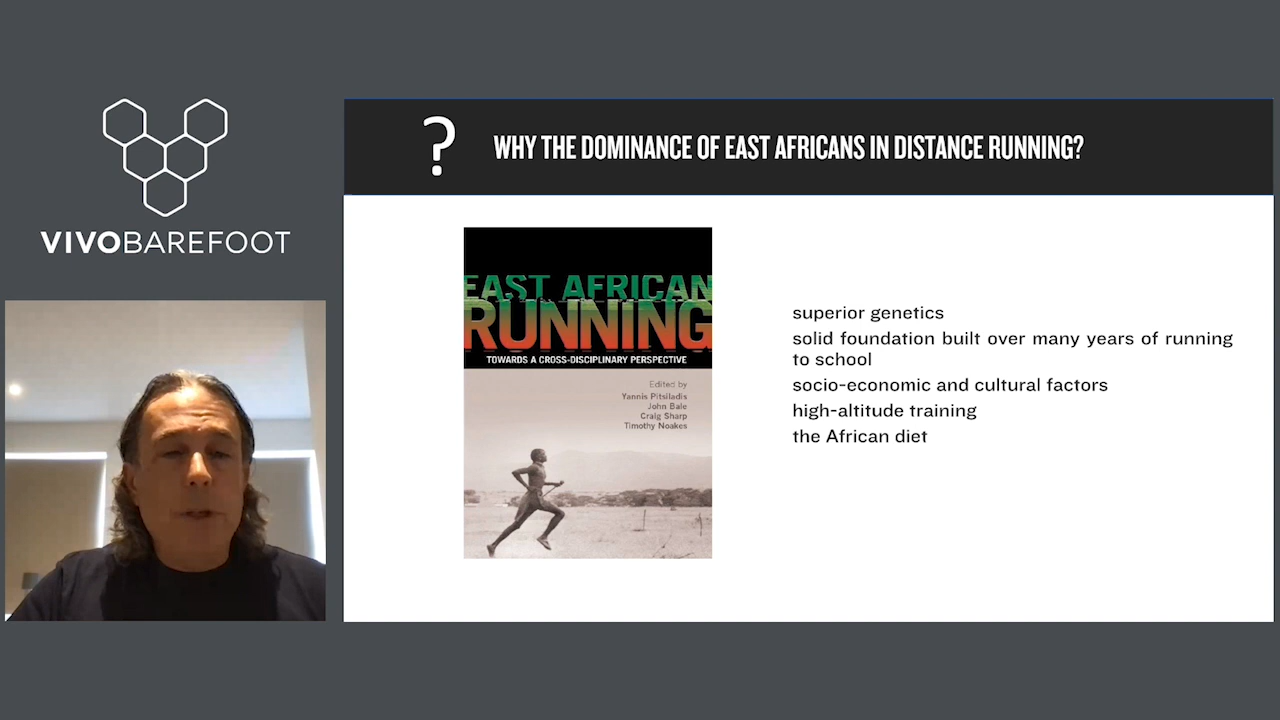 VIVOBAREFOOT
?
WHY THE DOMINANCE OF EAST AFRICANS IN DISTANCE RUNNING?
EAST AFRICAN
RUNNING
TOWARDS A CROSS-DISCIPLINARY PERSPECTIVE
Edited by
Yannis Pitsiladis
John Bale
Craig Sharp
Timothy Noakes
superior genetics
solid foundation built over many years of running
to school
socio-economic and cultural factors
high-altitude training
the African diet